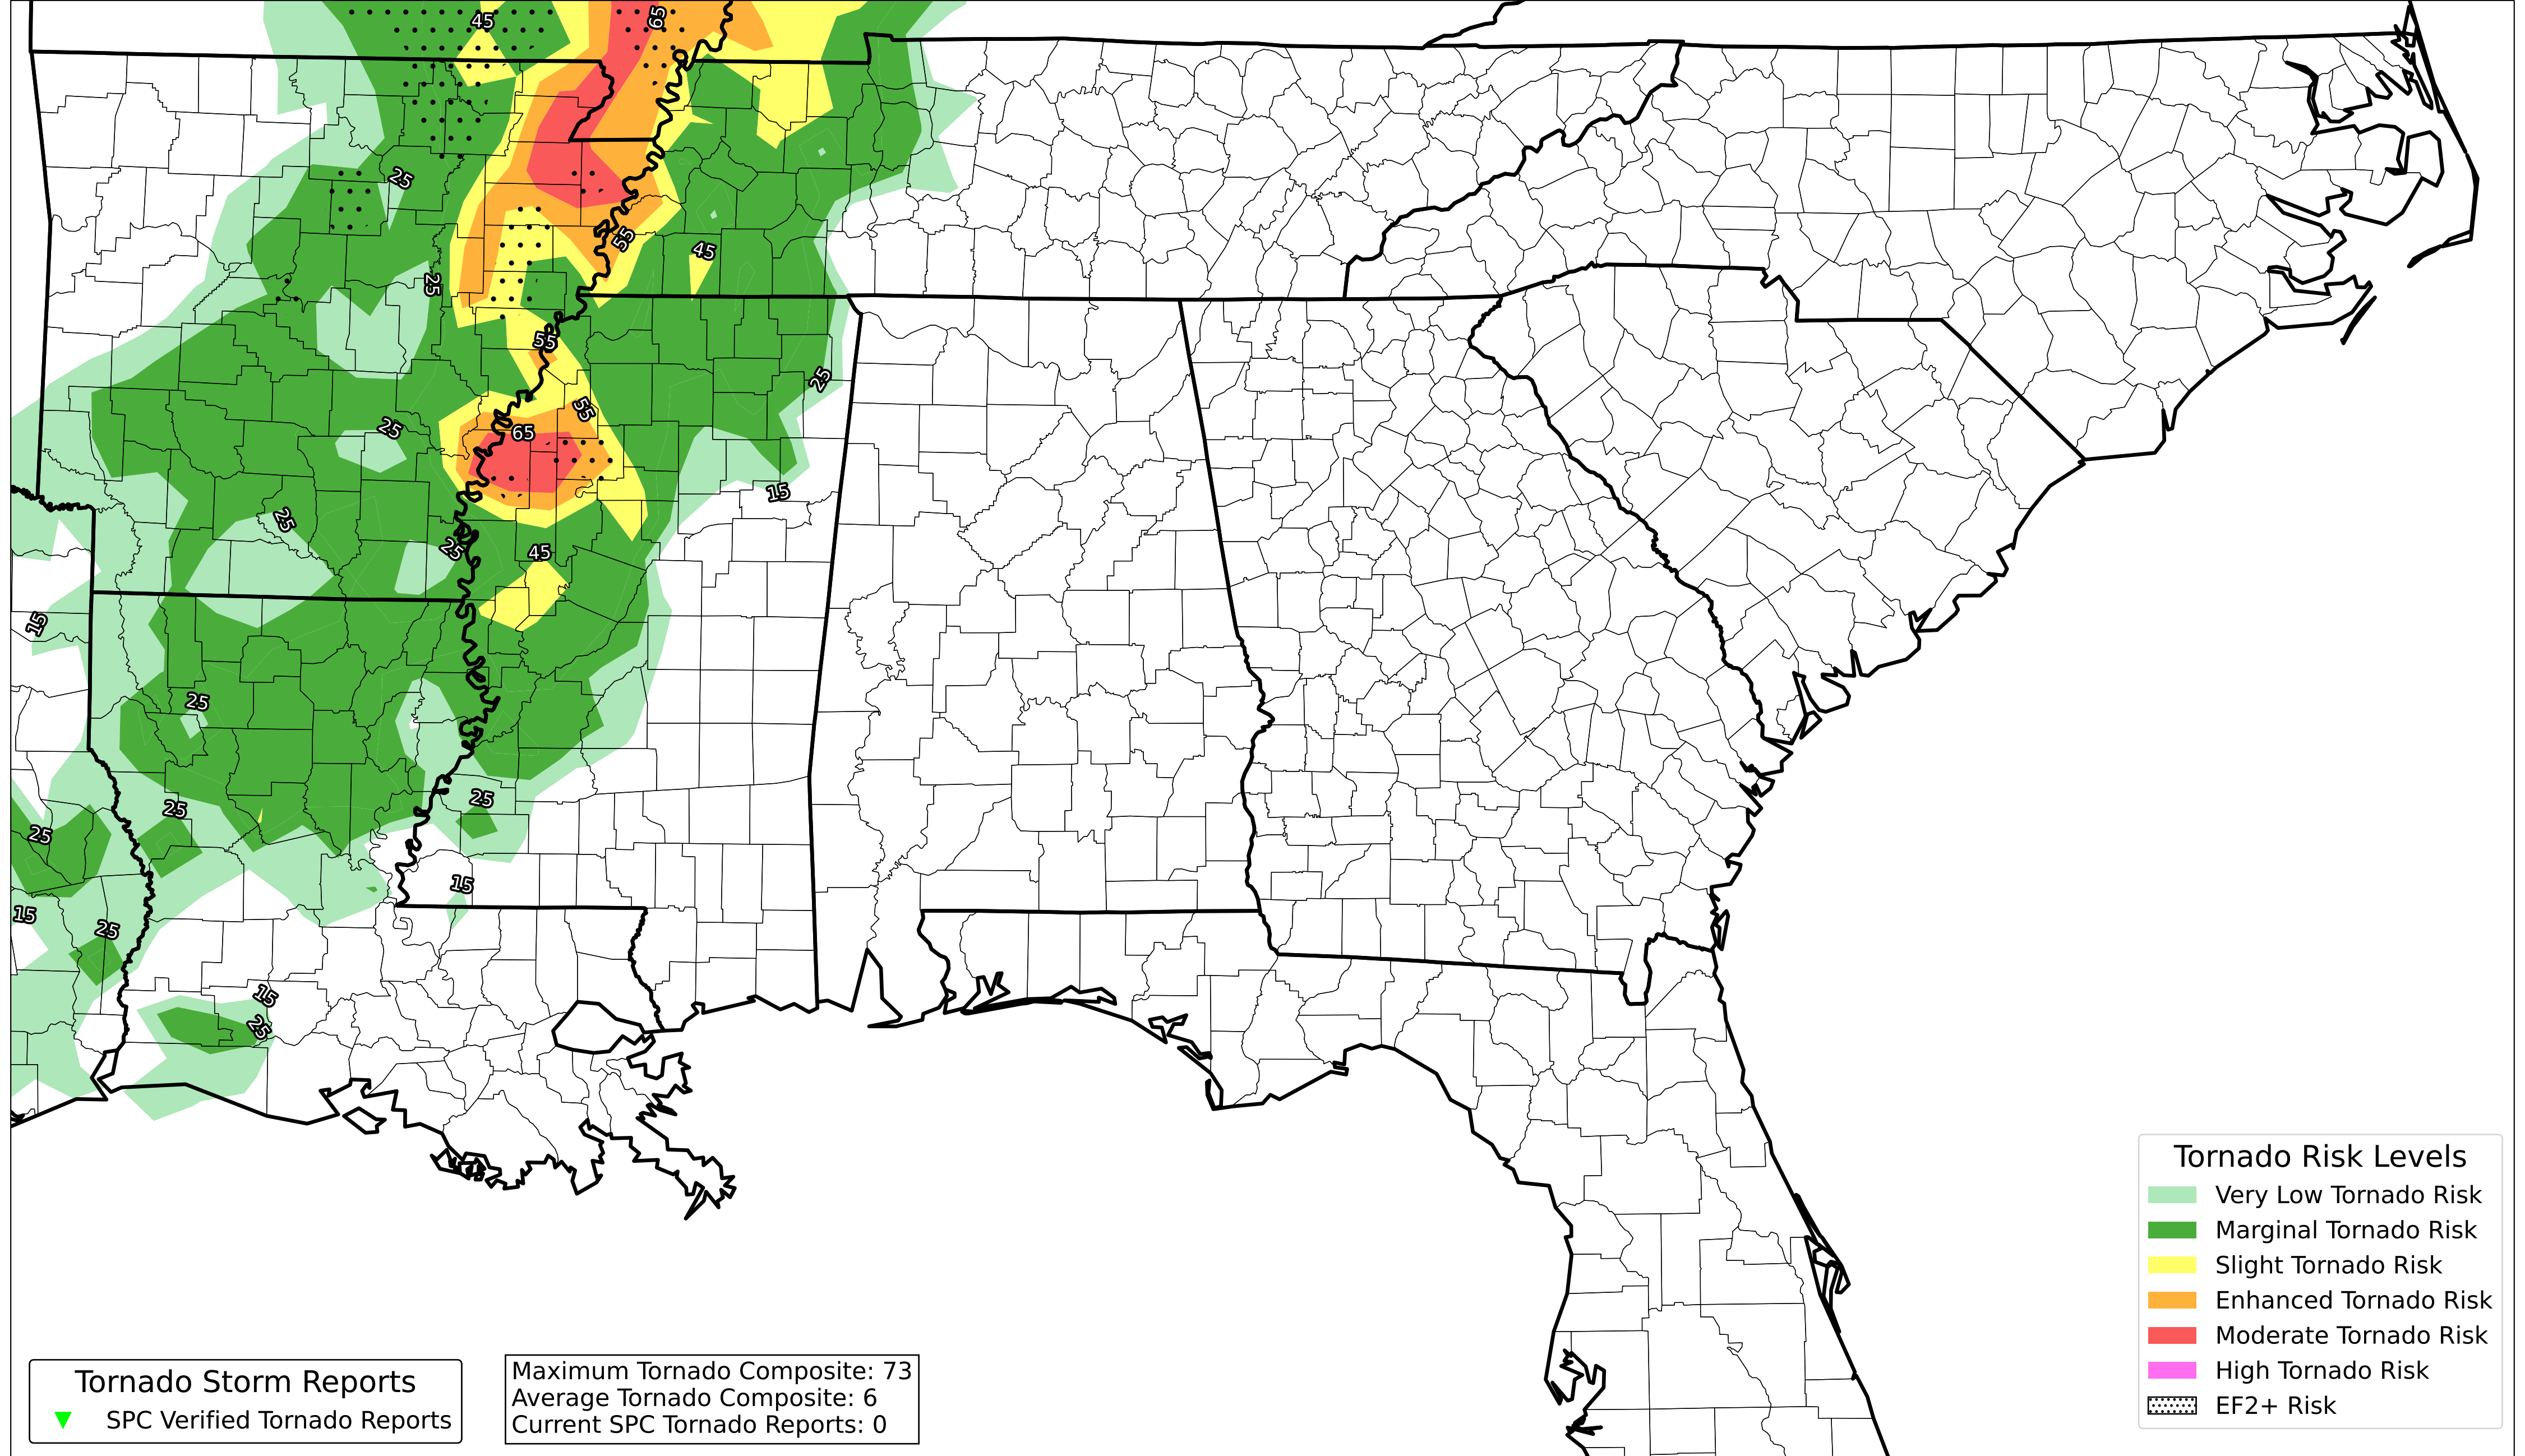 45
65
25
55
45
25
55
25
55
25
65
15
25
25
45
15
25
25
25
25
15
15
25
15
25
Tornado Risk Levels
Very Low Tornado Risk
Marginal Tornado Risk
Slight Tornado Risk
Enhanced Tornado Risk
Moderate Tornado Risk
High Tornado Risk
EF2+ Risk
Tornado Storm Reports
SPC Verified Tornado Reports
Maximum Tornado Composite: 73
Average Tornado Composite: 6
Current SPC Tornado Reports: 0